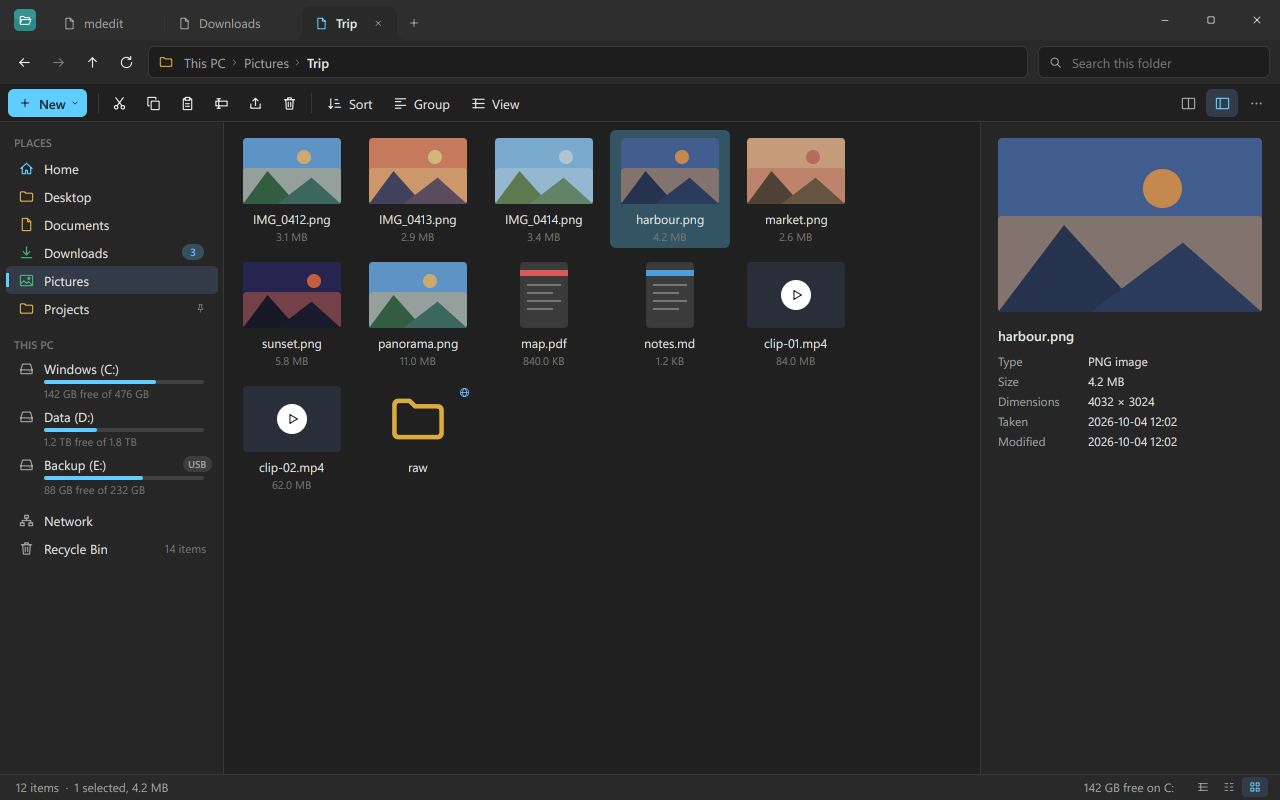 mdedit
Downloads
Trip
This PC › Pictures › Trip
Search this folder
New
Sort
Group
View
PLACES
Home
Desktop
Documents
Downloads 3
Pictures
Projects
THIS PC
Windows (C:)
142 GB free of 476 GB
Data (D:)
1.2 TB free of 1.8 TB
Backup (E:) USB
88 GB free of 232 GB
Network
Recycle Bin 14 items
IMG_0412.png
3.1 MB
IMG_0413.png
2.9 MB
IMG_0414.png
3.4 MB
harbour.png
4.2 MB
market.png
2.6 MB
sunset.png
5.8 MB
panorama.png
11.0 MB
map.pdf
840.0 KB
notes.md
1.2 KB
clip-01.mp4
84.0 MB
clip-02.mp4
62.0 MB
raw
harbour.png
Type PNG image
Size 4.2 MB
Dimensions 4032 × 3024
Taken 2026-10-04 12:02
Modified 2026-10-04 12:02
12 items · 1 selected, 4.2 MB
142 GB free on C: